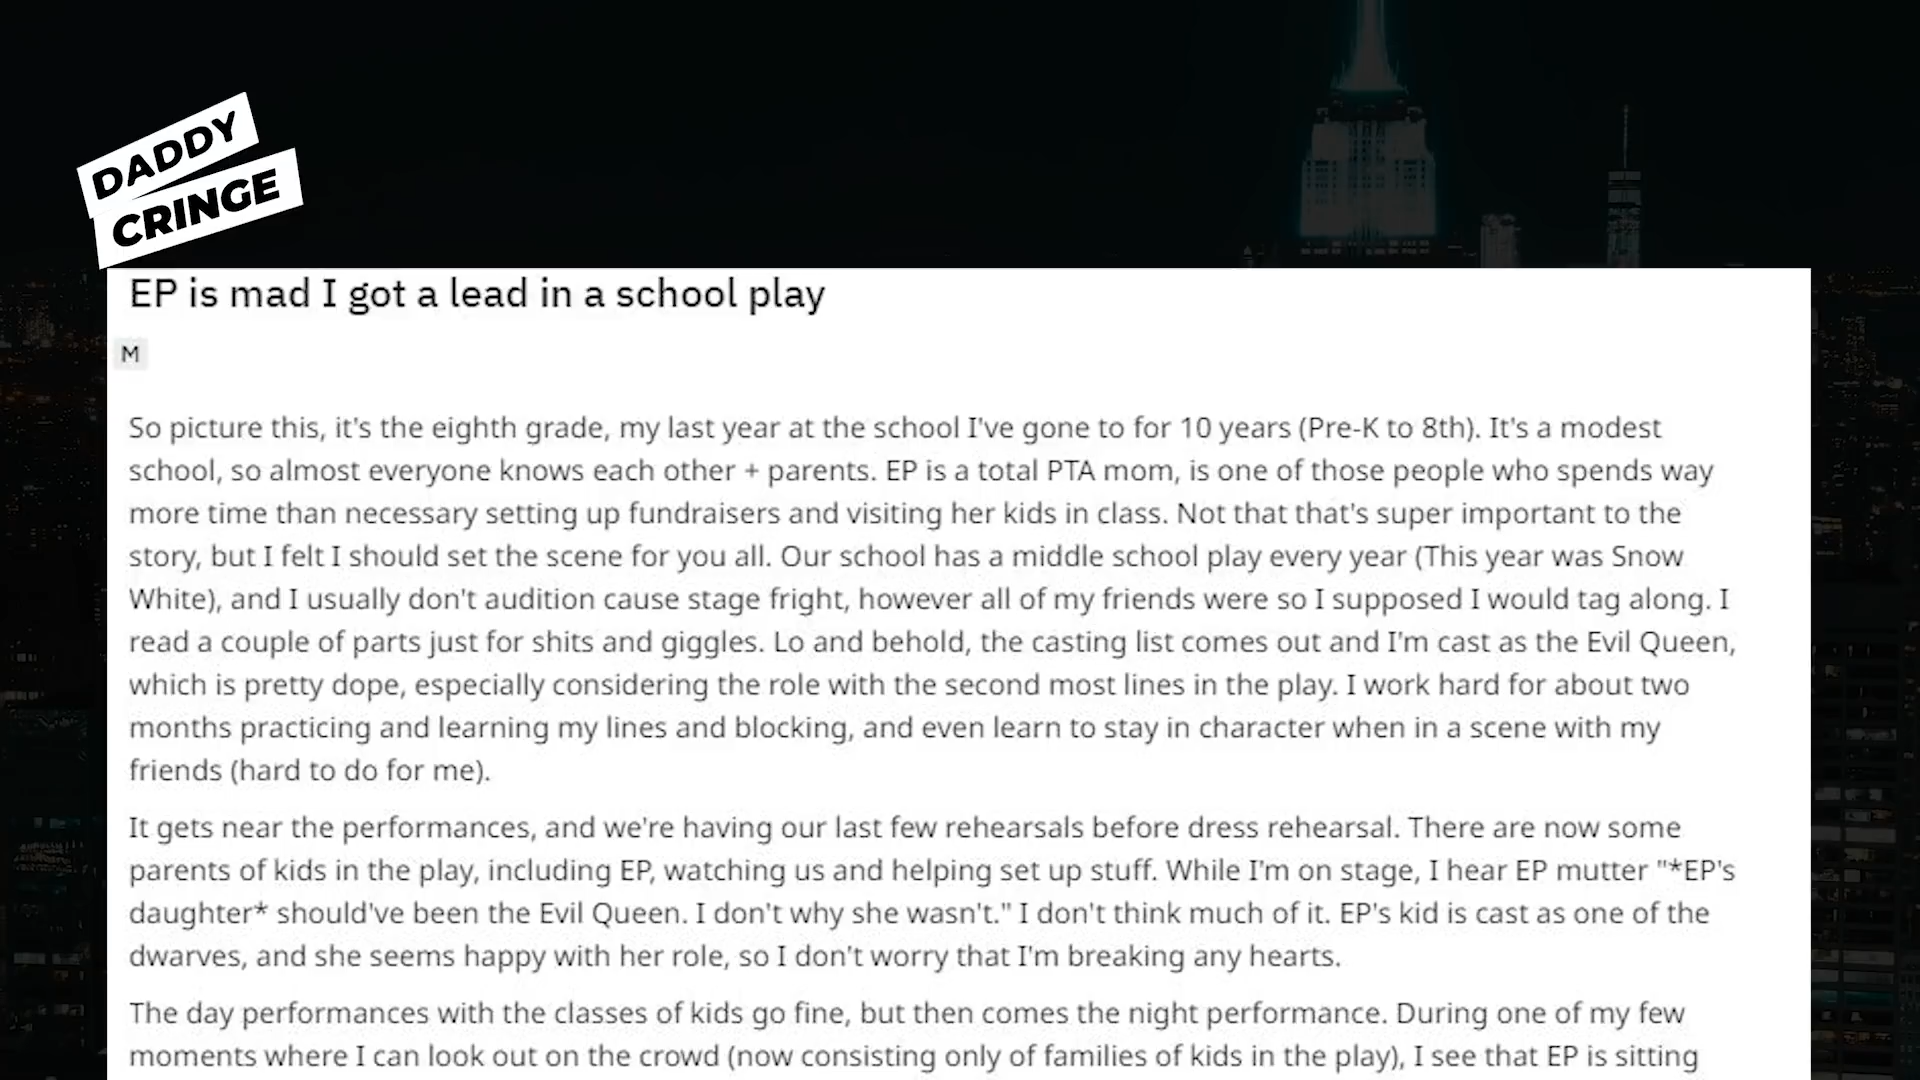 DADDY
CRINGE
EP is mad I got a lead in a school play
M
So picture this, it's the eighth grade, my last year at the school I've gone to for 10 years (Pre-K to 8th). It's a modest
school, so almost everyone knows each other + parents. EP is a total PTA mom, is one of those people who spends way
more time than necessary setting up fundraisers and visiting her kids in class. Not that that's super important to the
story, but I felt I should set the scene for you all. Our school has a middle school play every year (This year was Snow
White), and I usually don't audition cause stage fright, however all of my friends were so I supposed I would tag along. I
read a couple of parts just for shits and giggles. Lo and behold, the casting list comes out and I'm cast as the Evil Queen,
which is pretty dope, especially considering the role with the second most lines in the play. I work hard for about two
months practicing and learning my lines and blocking, and even learn to stay in character when in a scene with my
friends (hard to do for me).
It gets near the performances, and we're having our last few rehearsals before dress rehearsal. There are now some
parents of kids in the play, including EP, watching us and helping set up stuff. While I'm on stage, I hear EP mutter "*EP's
daughter* should've been the Evil Queen. I don't why she wasn't." I don't think much of it. EP's kid is cast as one of the
dwarves, and she seems happy with her role, so I don't worry that I'm breaking any hearts.
The day performances with the classes of kids go fine, but then comes the night performance. During one of my few
moments where I can look out on the crowd (now consisting only of families of kids in the play), I see that EP is sitting